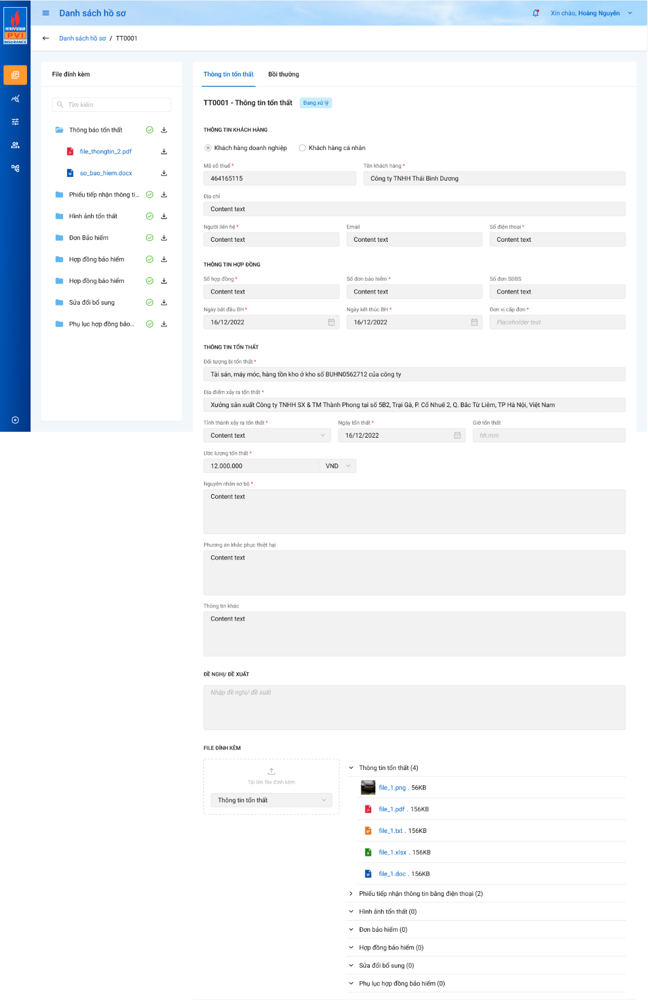 PETROVIETNAM
PVI
INSURANCE
Danh sách hồ sơ
Xin chào, Hoàng Nguyên
Danh sách hồ sơ / TT0001
File đính kèm
Tìm kiếm
Thông báo tổn thất
file_thongtin_2.pdf
so_bao_hiem.docx
Phiếu tiếp nhận thông ti...
Hình ảnh tổn thất
Đơn Bảo hiểm
Hợp đồng bảo hiểm
Hợp đồng bảo hiểm
Sửa đổi bổ sung
Phụ lục hợp đồng bảo...
Thông tin tổn thất
Bồi thường
TT0001 - Thông tin tổn thất
Đang xử lý
THÔNG TIN KHÁCH HÀNG
Khách hàng doanh nghiệp
Khách hàng cá nhân
Mã số thuế *
Tên khách hàng *
464165115
Công ty TNHH Thái Bình Dương
Địa chỉ
Content text
Người liên hệ *
Email
Số điện thoại *
Content text
Content text
Content text
THÔNG TIN HỢP ĐỒNG
Số hợp đồng *
Số đơn bảo hiểm *
Số đơn SĐBS
Content text
Content text
Content text
Ngày bắt đầu BH *
Ngày kết thúc BH *
Đơn vị cấp đơn *
16/12/2022
16/12/2022
Placeholder text
THÔNG TIN TỔN THẤT
Đối tượng bị tổn thất *
Tài sản, máy móc, hàng tồn kho ở kho số BUHN0562712 của công ty
Địa điểm xảy ra tổn thất *
Xưởng sản xuất Công ty TNHH SX & TM Thành Phong tại số 5B2, Trại Gà, P. Cổ Nhuế 2, Q. Bắc Từ Liêm, TP Hà Nội, Việt Nam
Tỉnh thành xảy ra tổn thất *
Ngày tổn thất *
Giờ tổn thất
Content text
16/12/2022
hh:mm
Ước lượng tổn thất *
12.000.000
VND
Nguyên nhân sơ bộ *
Content text
Phương án khắc phục thiệt hại
Content text
Thông tin khác
Content text
ĐỀ NGHỊ/ ĐỀ XUẤT
Nhập đề nghị/ đề xuất
FILE ĐÍNH KÈM
Tải lên file đính kèm
Thông tin tổn thất
Thông tin tổn thất (4)
file_1.png . 56KB
file_1.pdf . 156KB
file_1.txt . 156KB
file_1.xlsx . 156KB
file_1.doc . 156KB
Phiếu tiếp nhận thông tin bằng điện thoại (2)
Hình ảnh tổn thất (0)
Đơn bảo hiểm (0)
Hợp đồng bảo hiểm (0)
Sửa đổi bổ sung (0)
Phụ lục hợp đồng bảo hiểm (0)